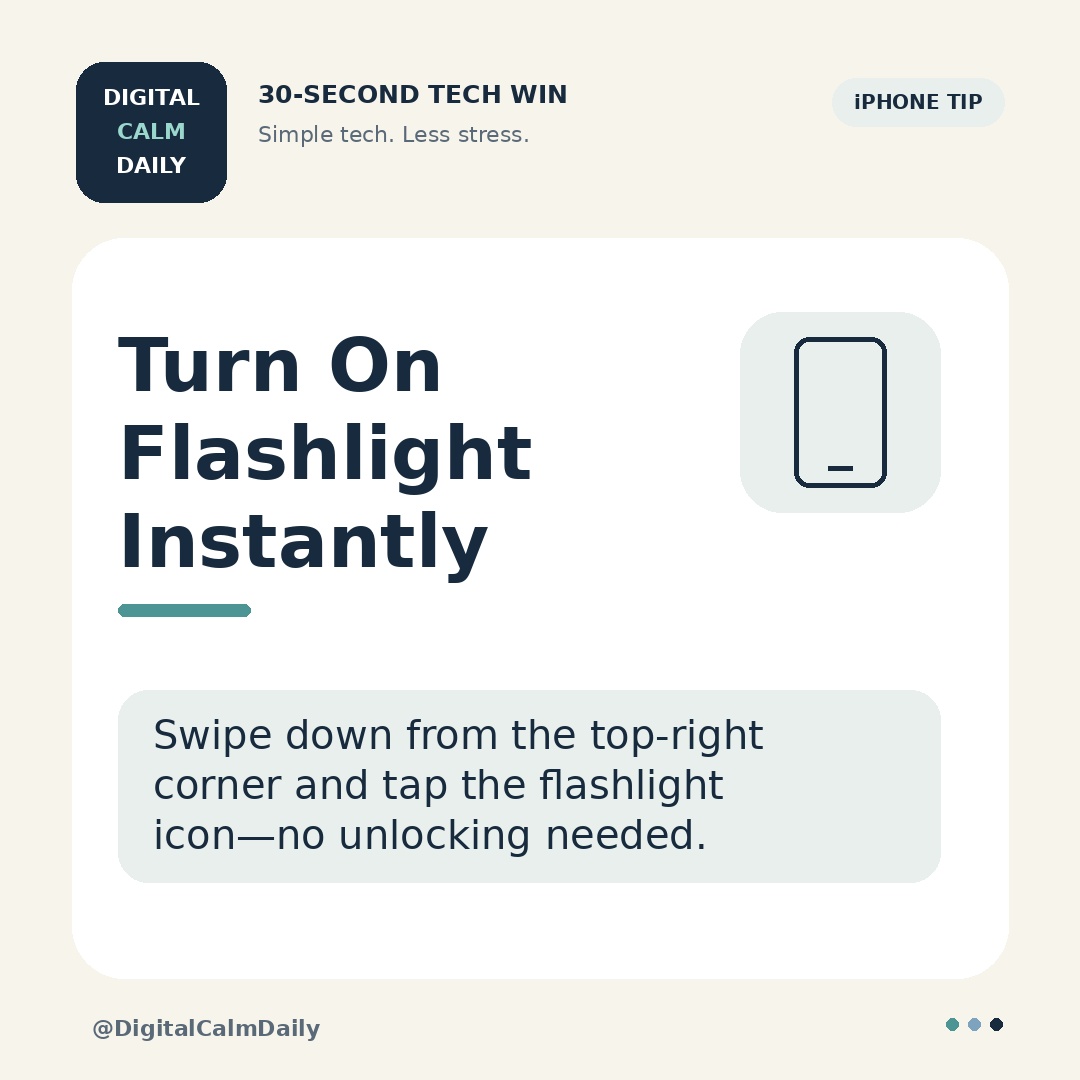 DIGITAL
CALM
DAILY
30-SECOND TECH WIN
Simple tech. Less stress.
iPHONE TIP
Turn On
Flashlight
Instantly
Swipe down from the top-right
corner and tap the flashlight
icon—no unlocking needed.
@DigitalCalmDaily